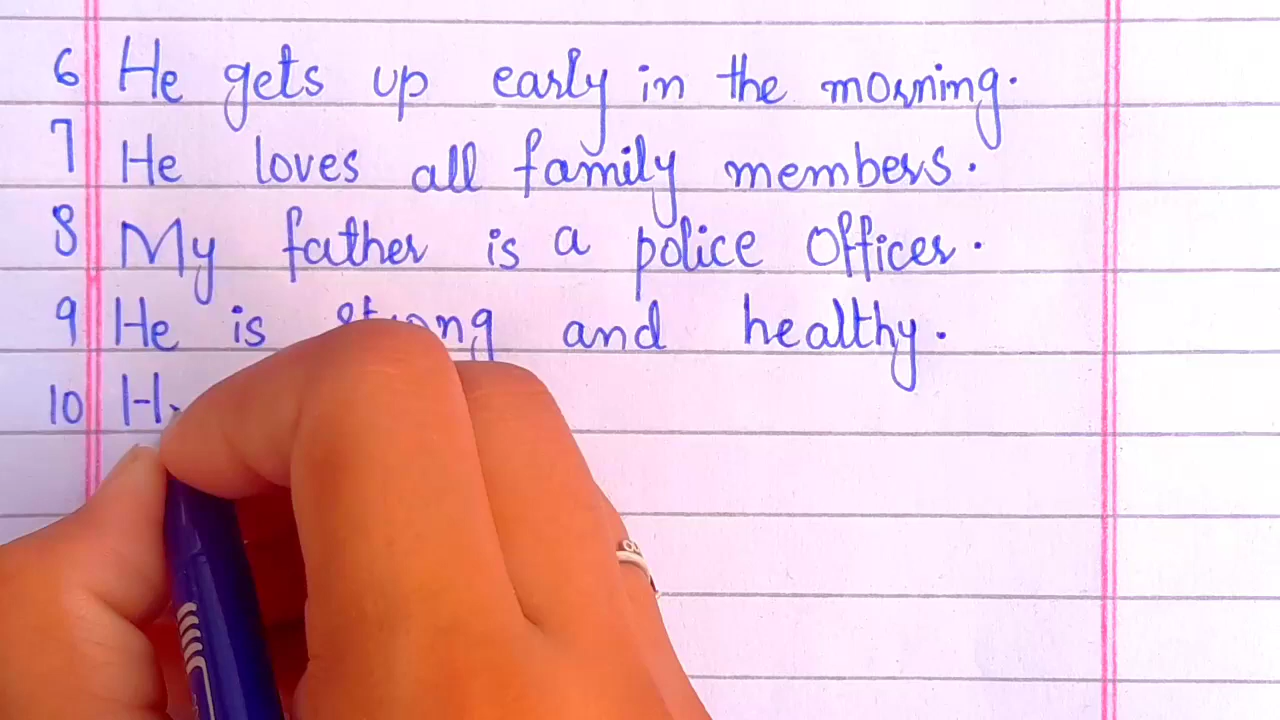 6 He gets up early in the morning.
7 He loves all family members.
8 My father is a police officer.
9 He is strong and healthy.
10 H